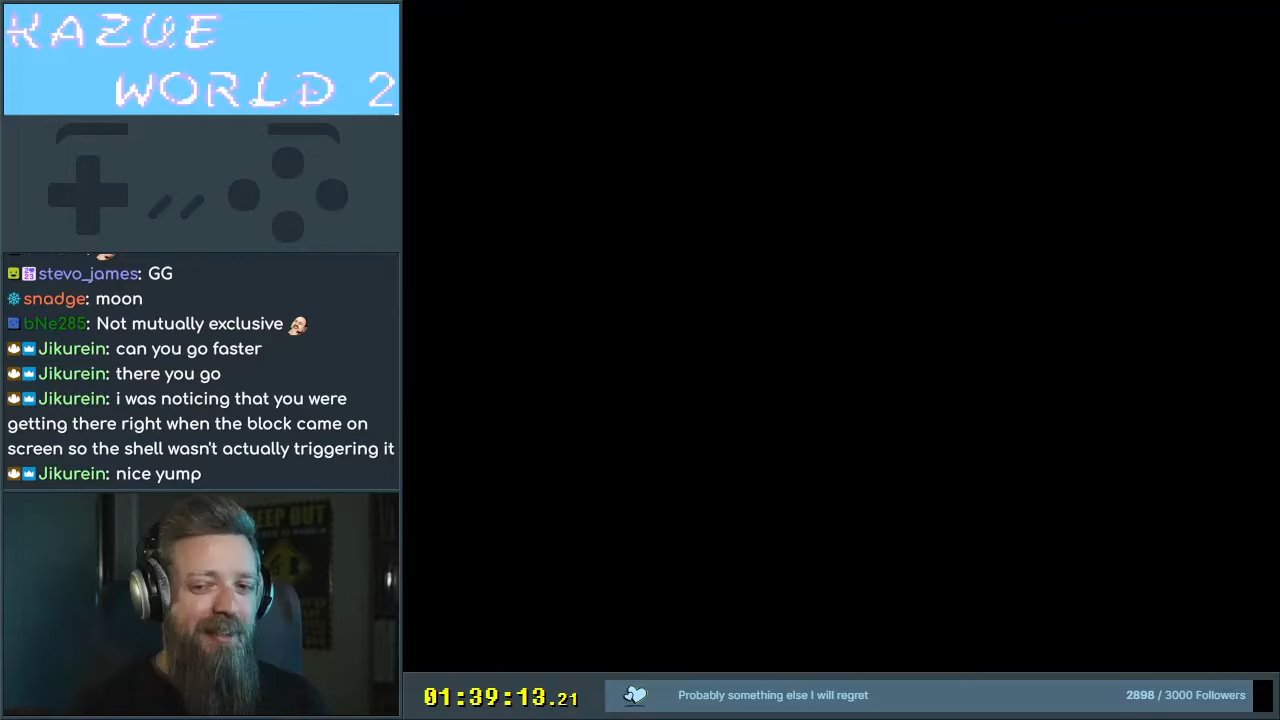 KAZUE
WORLD 2
stevo_james: GG
snadge: moon
bNe285: Not mutually exclusive
Jikurein: can you go faster
Jikurein: there you go
Jikurein: i was noticing that you were
getting there right when the block came on
screen so the shell wasn't actually triggering it
Jikurein: nice yump
KEEP OUT
01:39:13.21
Probably something else I will regret
2898 / 3000 Followers